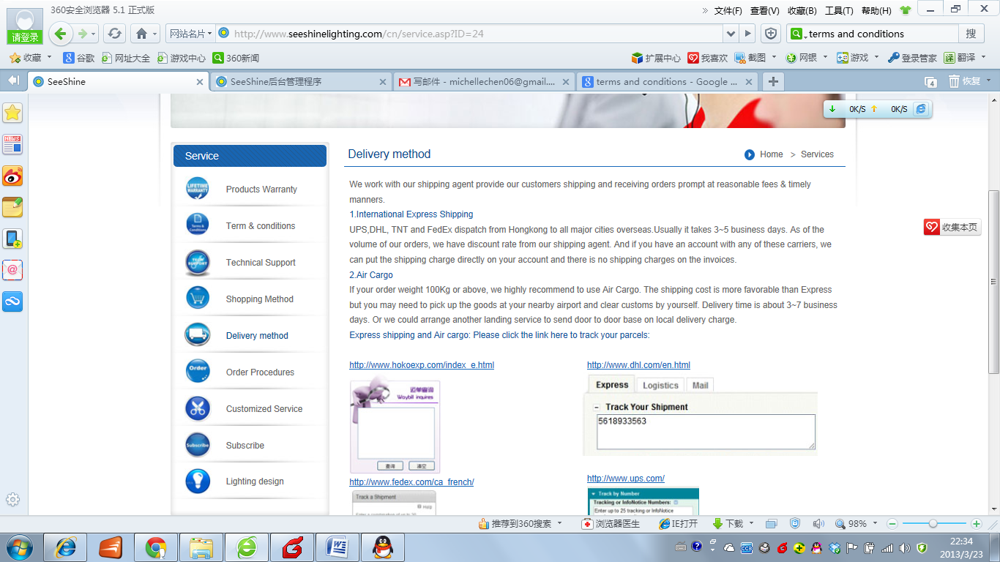 360安全浏览器 5.1 正式版
» 文件(F) 查看(V) 收藏(B) 工具(T) 帮助(H)
请登录
网站名片
http://www.seeshinelighting.com/cn/service.asp?ID=24
terms and conditions
搜
收藏 谷歌 网址大全 游戏中心 360新闻
扩展中心 我喜欢 截图 网银 游戏 登录管家 译 翻译
SeeShine
SeeShine后台管理程序
写邮件 - michellechen06@gmail....
terms and conditions - Google ...
4
恢复
0K/S 0K/S
NEWS
Service
Delivery method
Home > Services
LIFETIME WARRANTY
Products Warranty
Terms & Conditions
Term & conditions
TECH SUPPORT
Technical Support
Shopping Method
Delivery method
Order
Order Procedures
Customized Service
Subscribe
Subscribe
Lighting design
We work with our shipping agent provide our customers shipping and receiving orders prompt at reasonable fees & timely
manners.
1.International Express Shipping
UPS,DHL, TNT and FedEx dispatch from Hongkong to all major cities overseas.Usually it takes 3~5 business days. As of the
volume of our orders, we have discount rate from our shipping agent. And if you have an account with any of these carriers, we
can put the shipping charge directly on your account and there is no shipping charges on the invoices.
2.Air Cargo
If your order weight 100Kg or above, we highly recommend to use Air Cargo. The shipping cost is more favorable than Express
but you may need to pick up the goods at your nearby airport and clear customs by yourself. Delivery time is about 3~7 business
days. Or we could arrange another landing service to send door to door base on local delivery charge.
Express shipping and Air cargo: Please click the link here to track your parcels:
http://www.hokoexp.com/index_e.html
http://www.dhl.com/en.html
运单查询
Waybill inquires
查询 清空
Express Logistics Mail
Track Your Shipment
5618933563
http://www.fedex.com/ca_french/
http://www.ups.com/
Track a Shipment
Help
Track by Number
Tracking or InfoNotice Numbers:
Enter up to 25 tracking or InfoNotice
收集本页
推荐到360搜索 浏览器医生 IE打开 下载 98%
22:34
2013/3/23